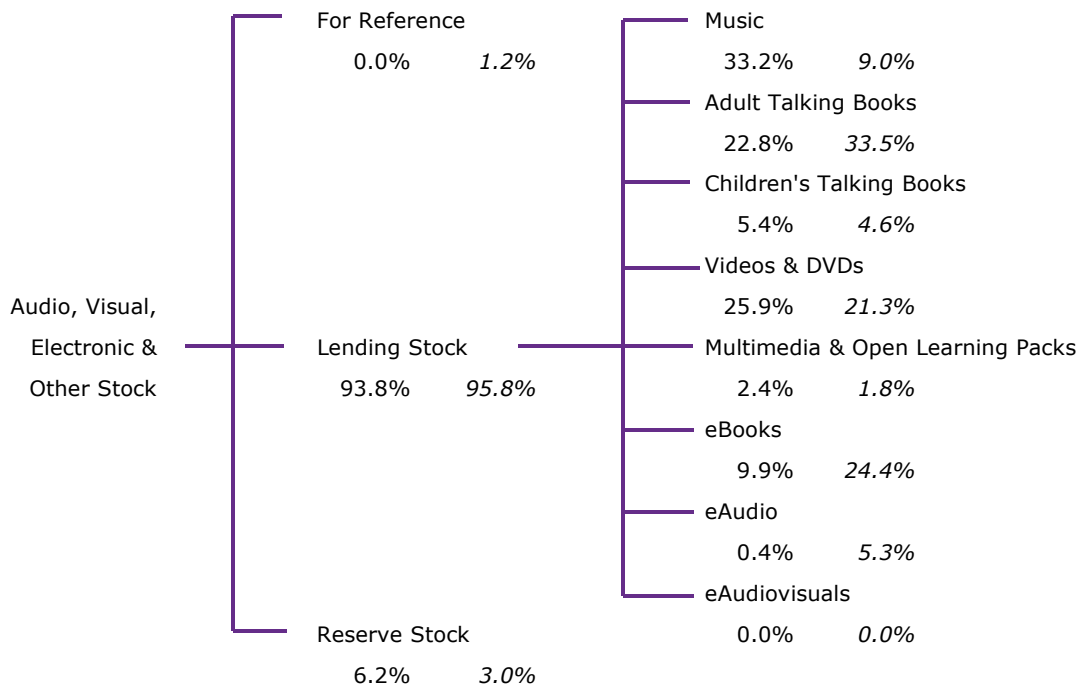 For Reference
0.0% 1.2%
Audio, Visual,
Electronic &
Other Stock
Lending Stock
93.8% 95.8%
Reserve Stock
6.2% 3.0%
Music
33.2% 9.0%
Adult Talking Books
22.8% 33.5%
Children's Talking Books
5.4% 4.6%
Videos & DVDs
25.9% 21.3%
Multimedia & Open Learning Packs
2.4% 1.8%
eBooks
9.9% 24.4%
eAudio
0.4% 5.3%
eAudiovisuals
0.0% 0.0%